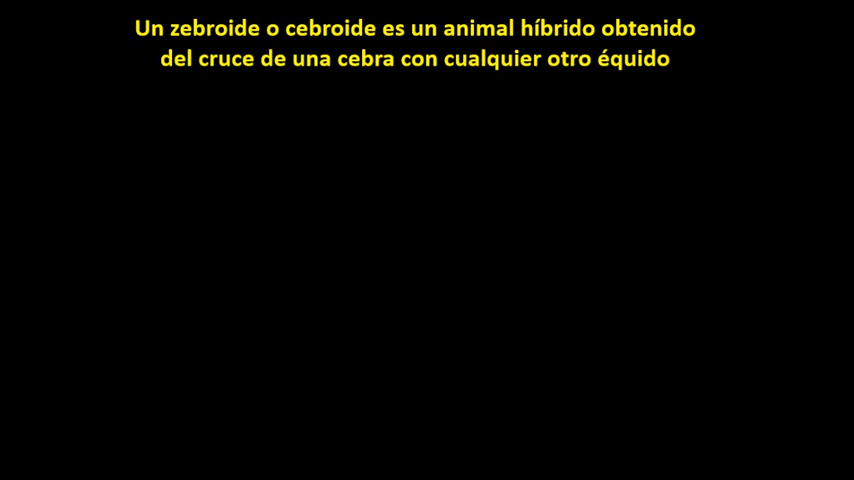 Un zebroide o cebroide es un animal híbrido obtenido
del cruce de una cebra con cualquier otro équido